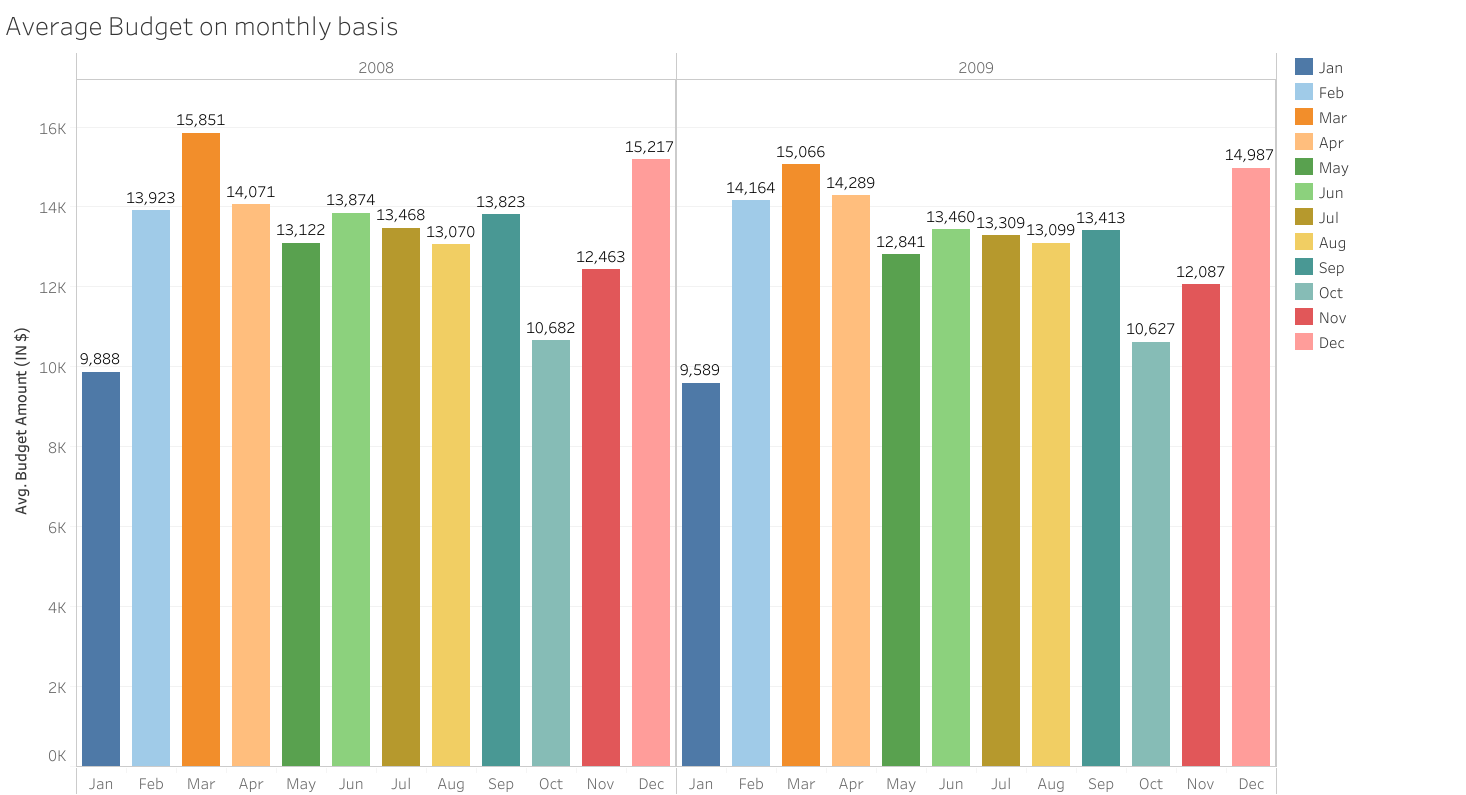 Average Budget on monthly basis
2008
2009
Avg. Budget Amount (IN $)
16K
14K
12K
10K
8K
6K
4K
2K
0K
9,888
13,923
15,851
14,071
13,122
13,874
13,468
13,070
13,823
10,682
12,463
15,217
9,589
14,164
15,066
14,289
12,841
13,460
13,309
13,099
13,413
10,627
12,087
14,987
Jan Feb Mar Apr May Jun Jul Aug Sep Oct Nov Dec Jan Feb Mar Apr May Jun Jul Aug Sep Oct Nov Dec
Jan
Feb
Mar
Apr
May
Jun
Jul
Aug
Sep
Oct
Nov
Dec